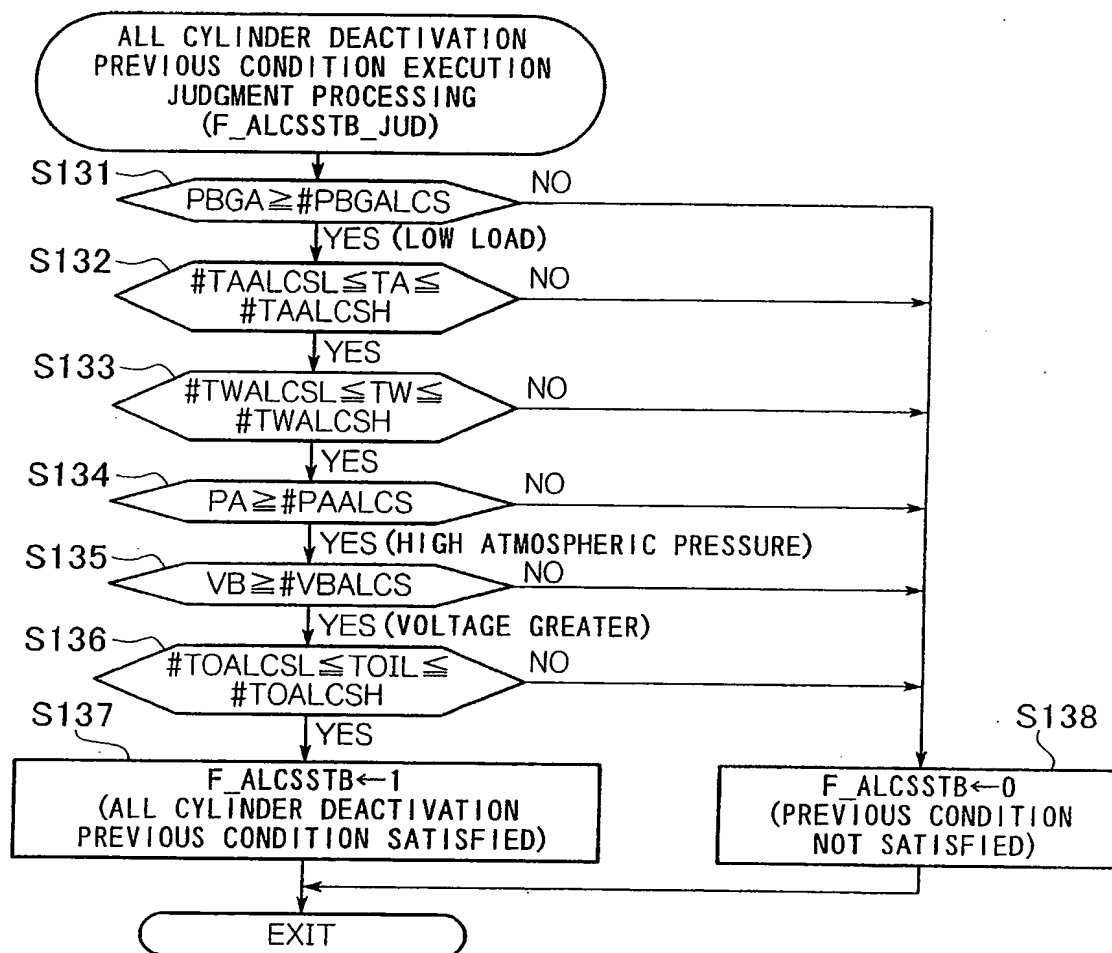 ALL CYLINDER DEACTIVATION
PREVIOUS CONDITION EXECUTION
JUDGMENT PROCESSING
(F_ALCSSTB_JUD)
S131
PBGA≧#PBGALCS
NO
YES (LOW LOAD)
S132
#TAALCSL≦TA≦
#TAALCSH
NO
YES
S133
#TWALCSL≦TW≦
#TWALCSH
NO
YES
S134
PA≧#PAALCS
NO
YES (HIGH ATMOSPHERIC PRESSURE)
S135
VB≧#VBALCS
NO
YES (VOLTAGE GREATER)
S136
#TOALCSL≦TOIL≦
#TOALCSH
NO
YES
S137
F_ALCSSTB←1
(ALL CYLINDER DEACTIVATION
PREVIOUS CONDITION SATISFIED)
S138
F_ALCSSTB←0
(PREVIOUS CONDITION
NOT SATISFIED)
EXIT